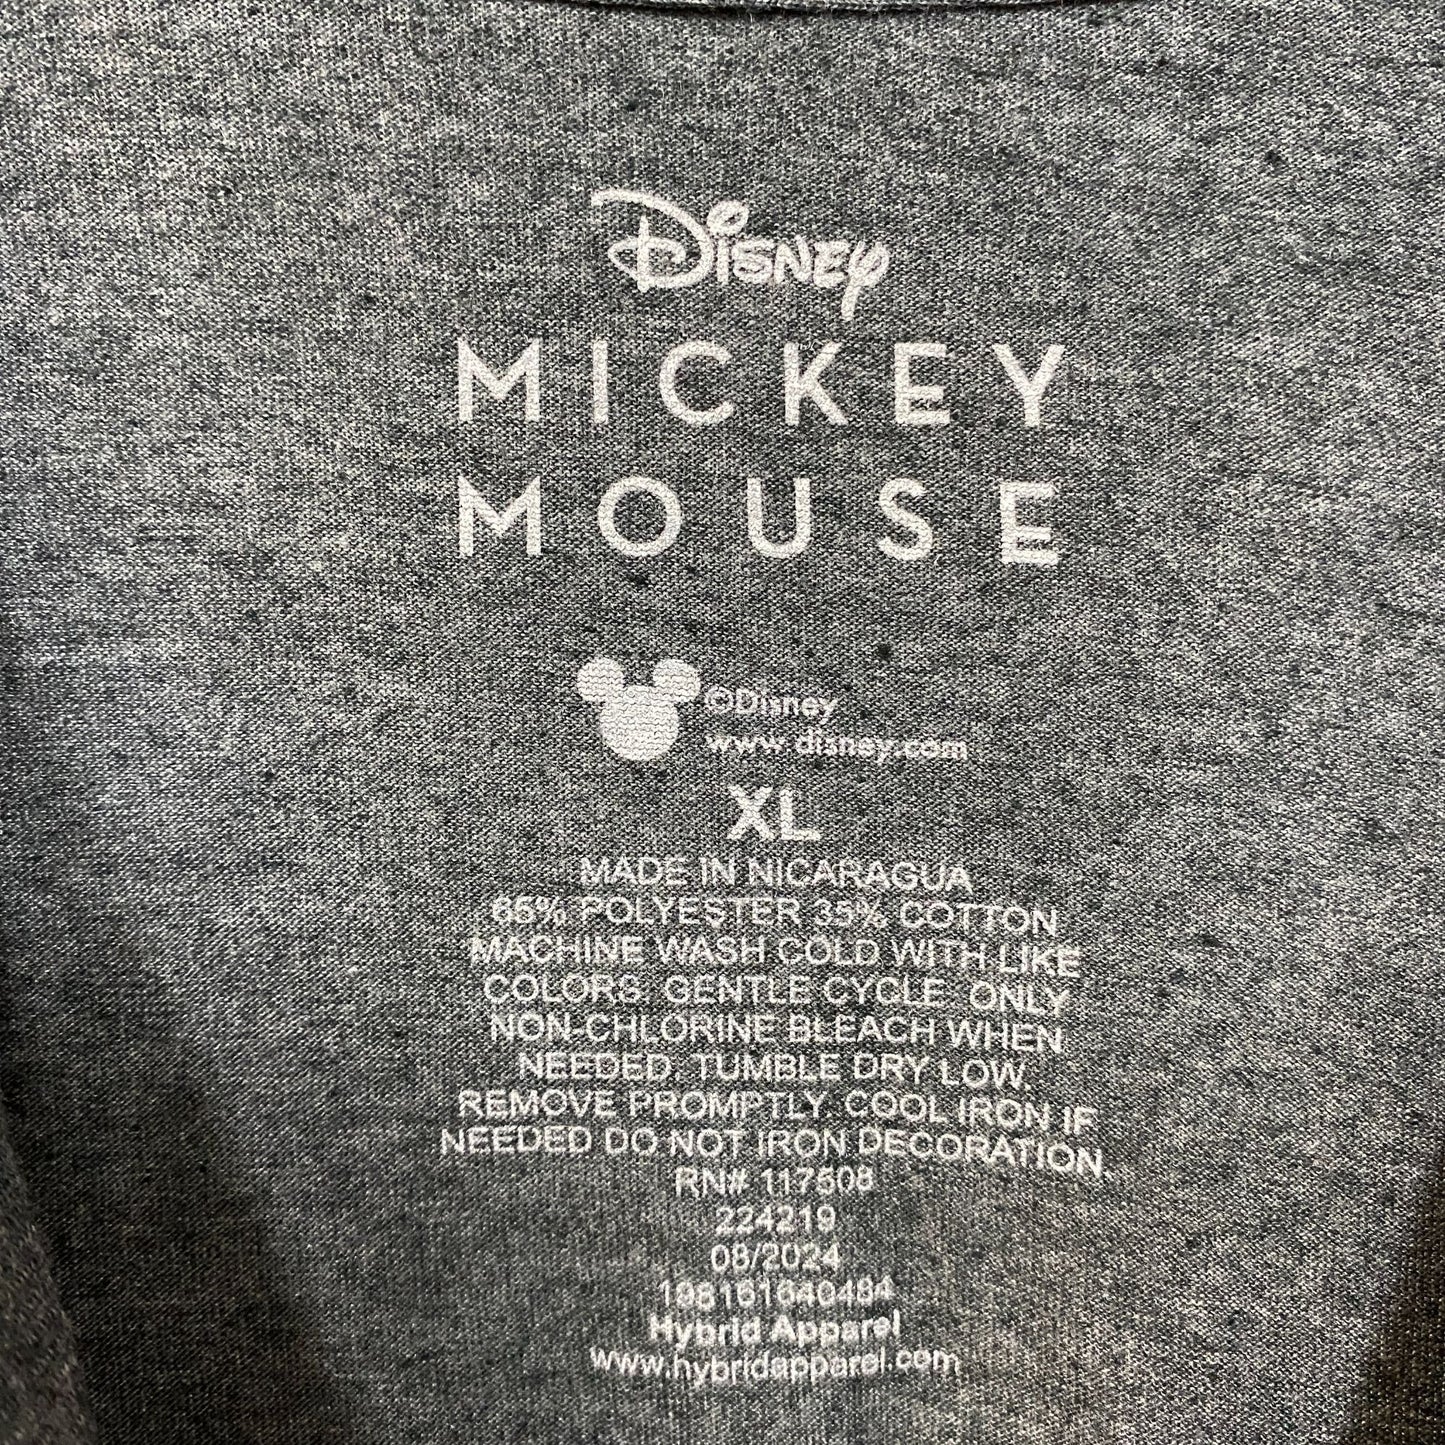 Disney
MICKEY
MOUSE
©Disney
www.disney.com
XL
MADE IN NICARAGUA
65% POLYESTER 35% COTTON
MACHINE WASH COLD WITH LIKE
COLORS. GENTLE CYCLE. ONLY
NON-CHLORINE BLEACH WHEN
NEEDED. TUMBLE DRY LOW.
REMOVE PROMPTLY. COOL IRON IF
NEEDED DO NOT IRON DECORATION.
RN# 117508
224219
08/2024
198161640484
Hybrid Apparel
www.hybridapparel.com